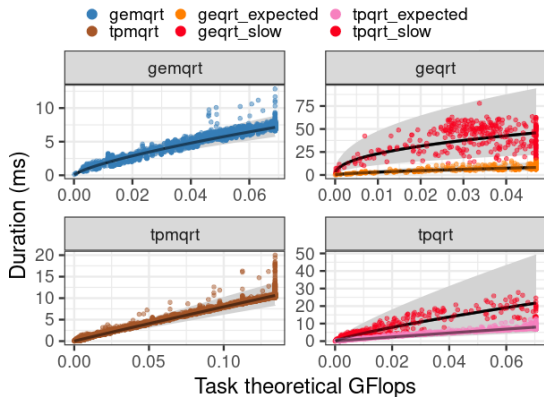 gemqrt geqrt_expected tpqrt_expected
tpmqrt geqrt_slow tpqrt_slow
gemqrt geqrt
10
5
0
0.00 0.02 0.04 0.06
75
50
25
0
0.00 0.01 0.02 0.03 0.04
Duration (ms)
tpmqrt tpqrt
20
15
10
5
0
0.00 0.05 0.10
50
40
30
20
10
0
0.00 0.02 0.04 0.06
Task theoretical GFlops